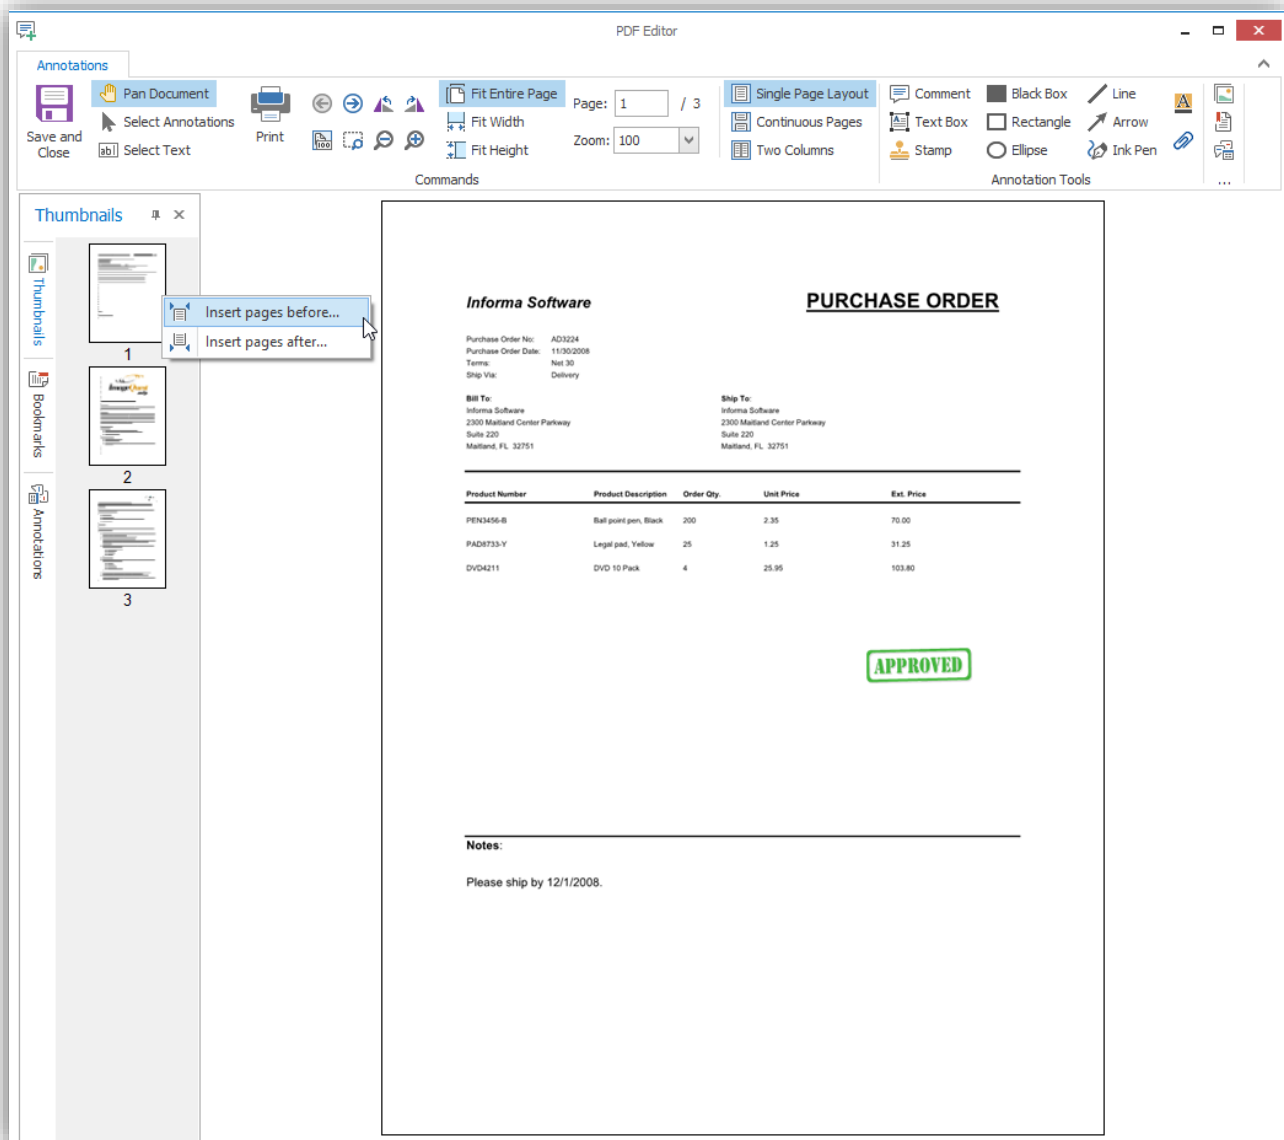 PDF Editor
Annotations
Save and Close
Pan Document
Select Annotations
ab Select Text
Print
100
Fit Entire Page
Fit Width
Fit Height
Page: 1 / 3
Zoom: 100
Single Page Layout
Continuous Pages
Two Columns
Commands
Comment
Text Box
Stamp
Black Box
Rectangle
Ellipse
Line
Arrow
Ink Pen
A
Annotation Tools
...
Thumbnails
Thumbnails
Bookmarks
Annotations
1
2
3
Insert pages before...
Insert pages after...
Informa Software
PURCHASE ORDER
Purchase Order No: AD3224
Purchase Order Date: 11/30/2008
Terms: Net 30
Ship Via: Delivery
Bill To: Ship To:
Informa Software Informa Software
2300 Maitland Center Parkway 2300 Maitland Center Parkway
Suite 220 Suite 220
Maitland, FL 32751 Maitland, FL 32751
Product Number Product Description Order Qty. Unit Price Ext. Price
PEN3456-B Ball point pen, Black 200 2.35 70.00
PAD8733-Y Legal pad, Yellow 25 1.25 31.25
DVD4211 DVD 10 Pack 4 25.95 103.80
APPROVED
Notes:
Please ship by 12/1/2008.